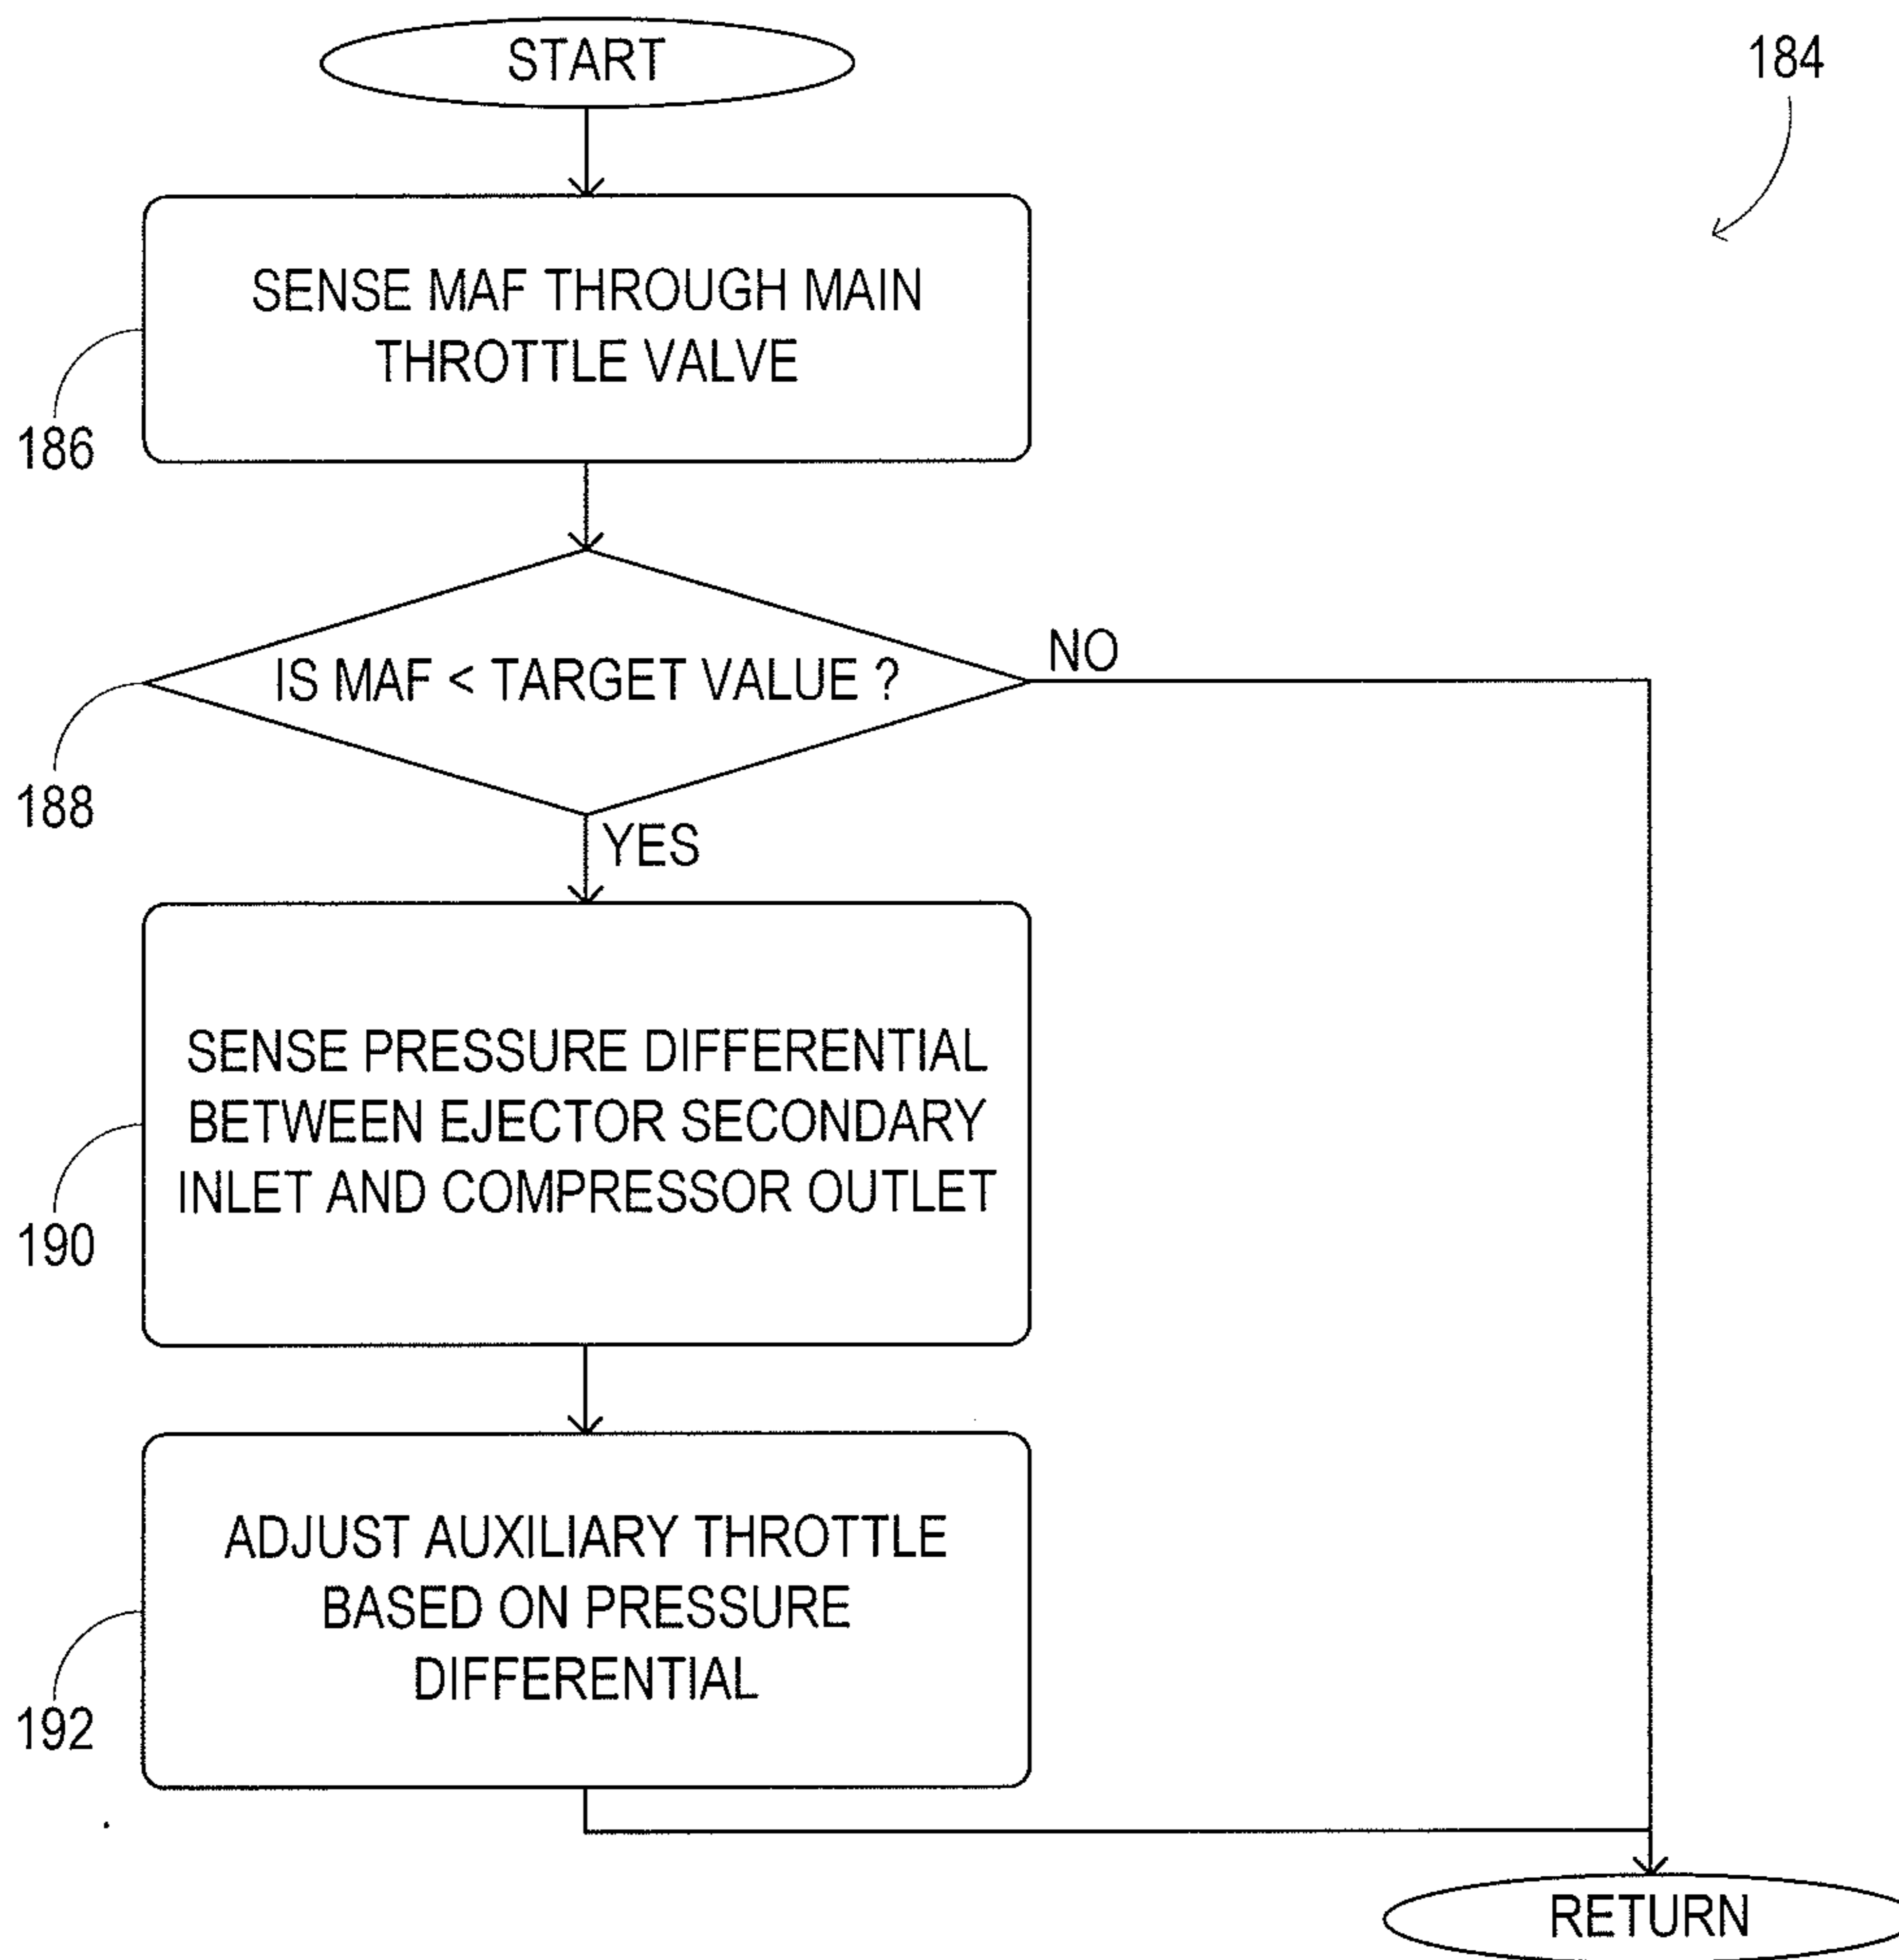 START
184
SENSE MAF THROUGH MAIN
THROTTLE VALVE
186
IS MAF < TARGET VALUE ?
NO
188
YES
SENSE PRESSURE DIFFERENTIAL
BETWEEN EJECTOR SECONDARY
INLET AND COMPRESSOR OUTLET
190
ADJUST AUXILIARY THROTTLE
BASED ON PRESSURE
DIFFERENTIAL
192
RETURN